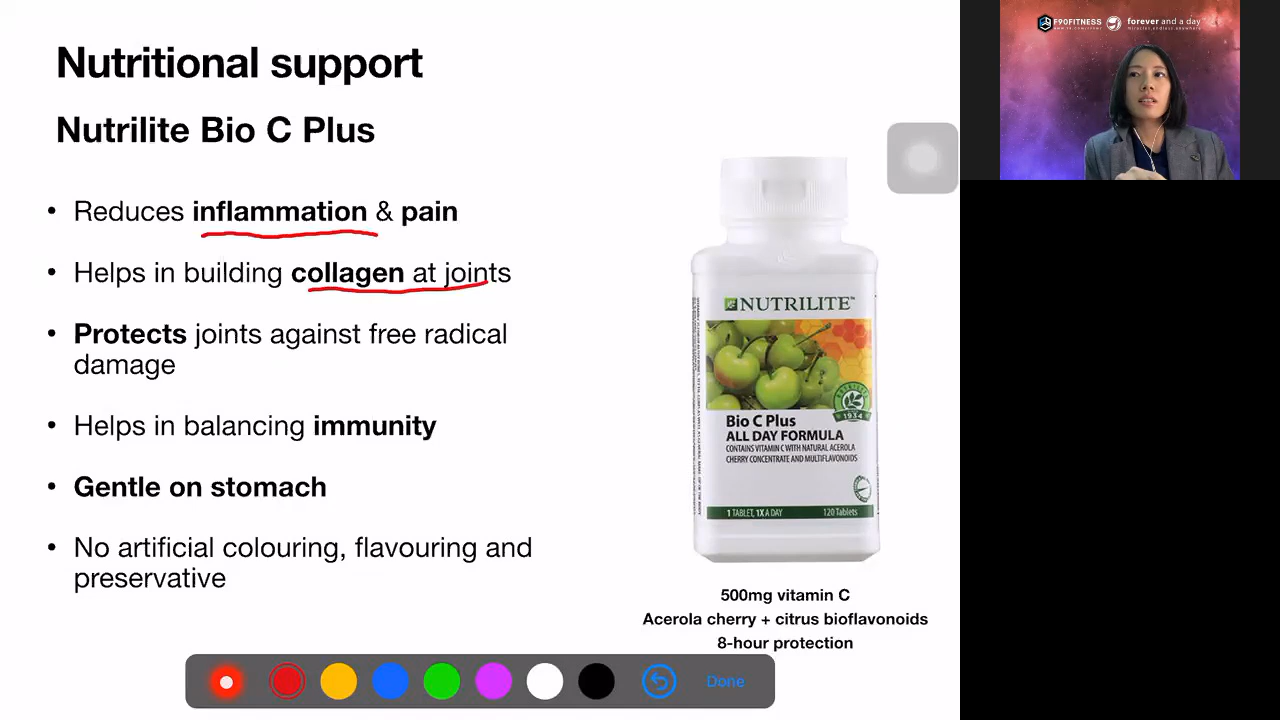 Nutritional support
Nutrilite Bio C Plus
• Reduces inflammation & pain
• Helps in building collagen at joints
• Protects joints against free radical
damage
• Helps in balancing immunity
• Gentle on stomach
• No artificial colouring, flavouring and
preservative
NUTRILITE™
1934
Bio C Plus
ALL DAY FORMULA
CONTAINS VITAMIN C WITH NATURAL ACEROLA
CHERRY CONCENTRATE AND MULTIFLAVONOIDS
1 TABLET, 1X A DAY 120 Tablets
500mg vitamin C
Acerola cherry + citrus bioflavonoids
8-hour protection
Done
F90FITNESS forever and a day